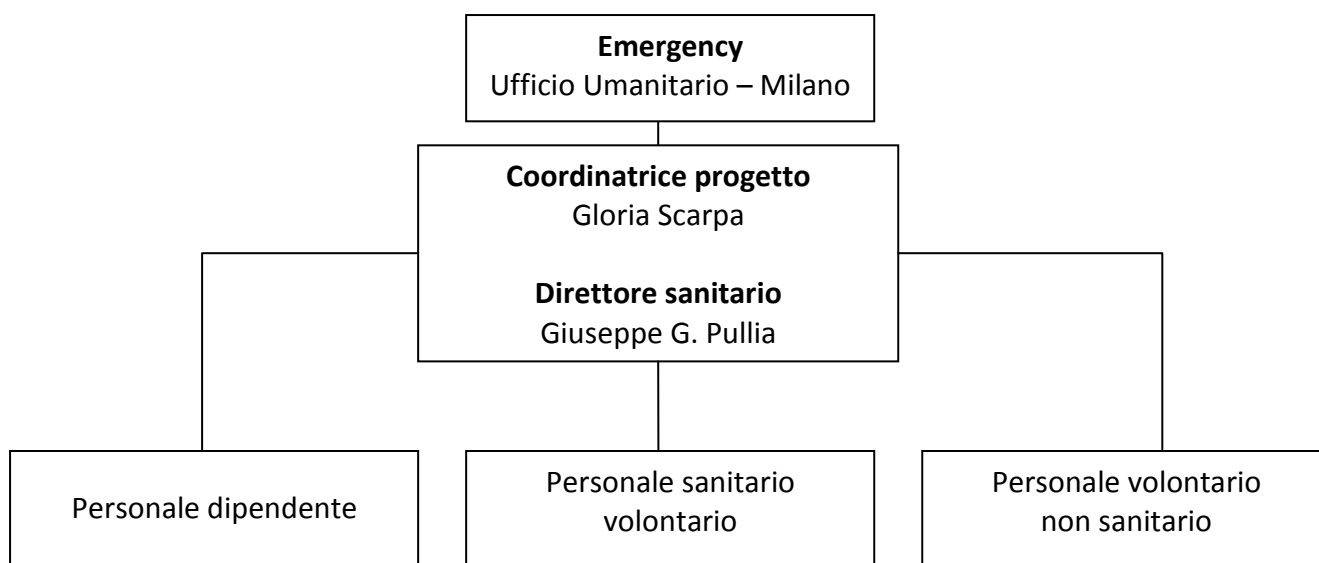 Emergency
Ufficio Umanitario – Milano
Coordinatrice progetto
Gloria Scarpa
Direttore sanitario
Giuseppe G. Pullia
Personale dipendente
Personale sanitario
volontario
Personale volontario
non sanitario